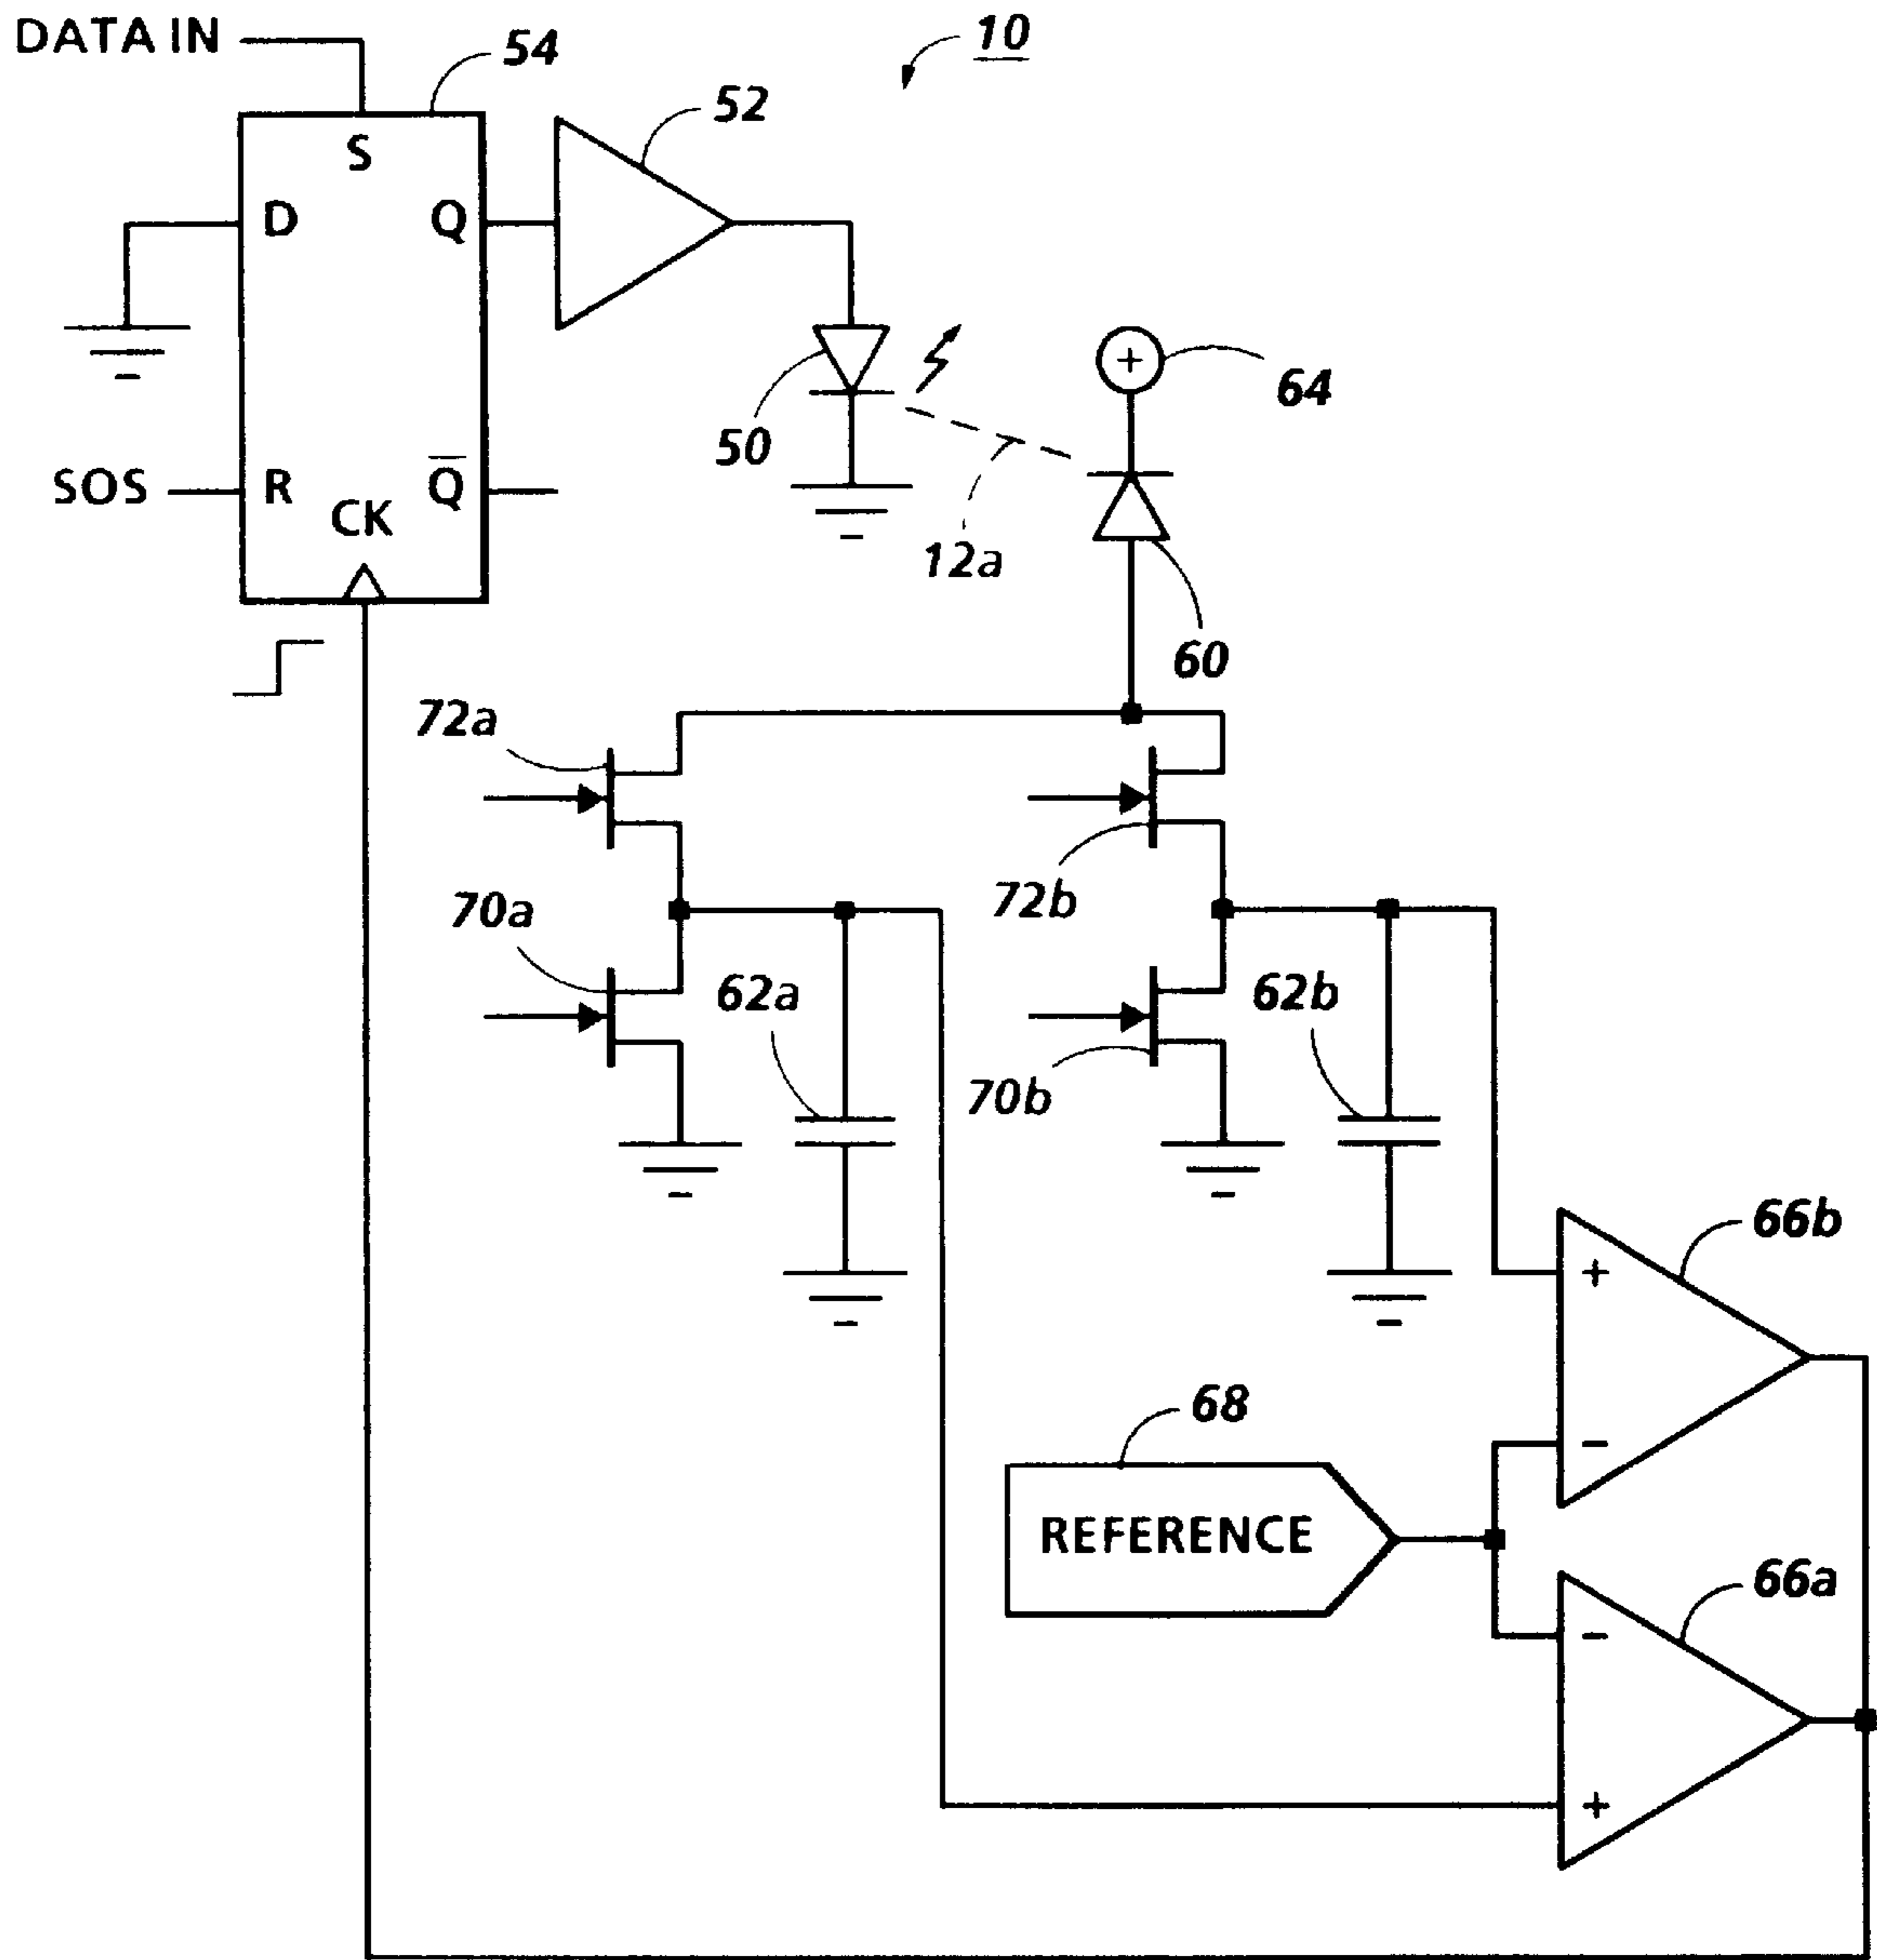 DATA IN
54
10
52
S
D
Q
64
50
SOS
R
Q̅
CK
12a
60
72a
72b
70a
62a
62b
70b
66b
+
-
68
REFERENCE
66a
-
+
+